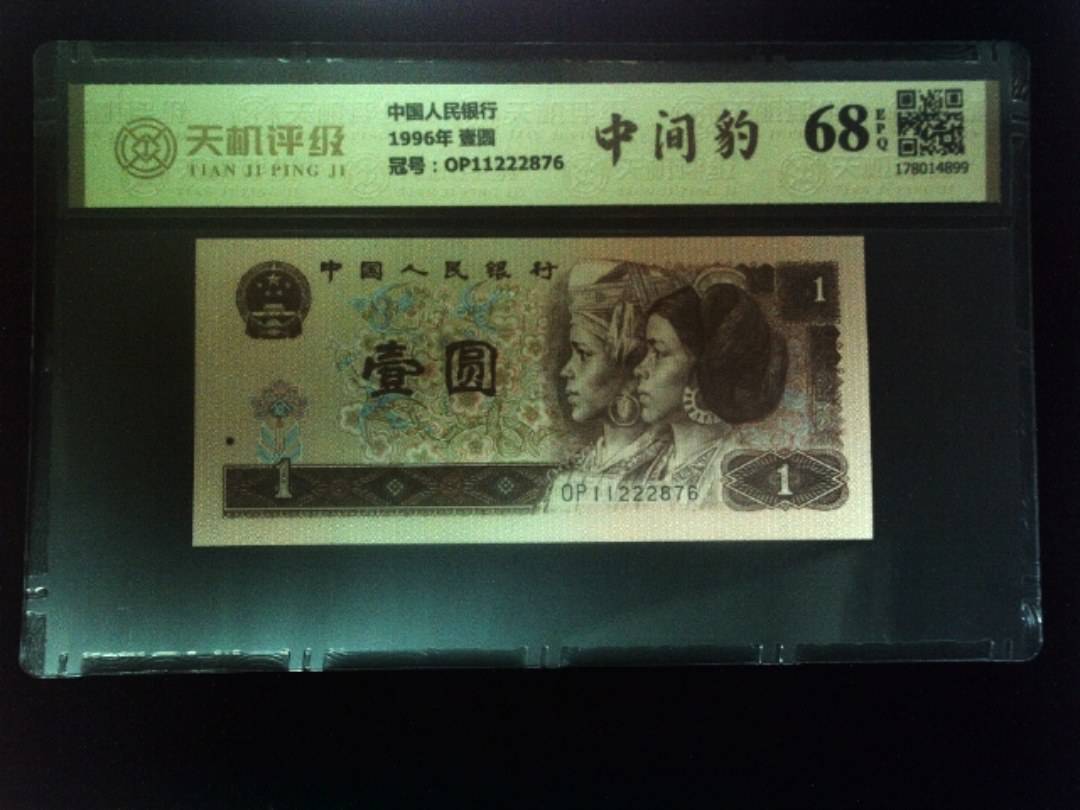 天机评级
TIAN JI PING JI
中国人民银行
1996年 壹圆
冠号：OP11222876
中间豹
68
EPQ
178014899
中国人民银行
1
壹圆
1
OP11222876
1